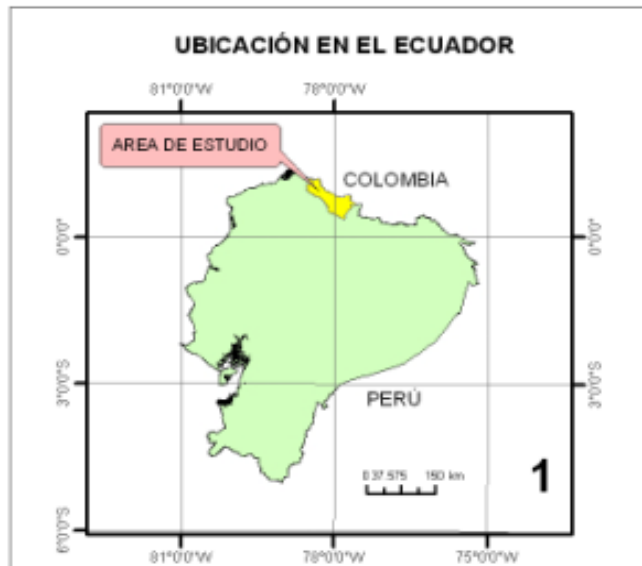 UBICACIÓN EN EL ECUADOR
81°0'0"W 78°0'0"W
AREA DE ESTUDIO
COLOMBIA
0°0'0" 0°0'0"
3°0'0"S 3°0'0"S
PERÚ
0 37.575 150 km
1
6°0'0"S
81°0'0"W 78°0'0"W 75°0'0"W